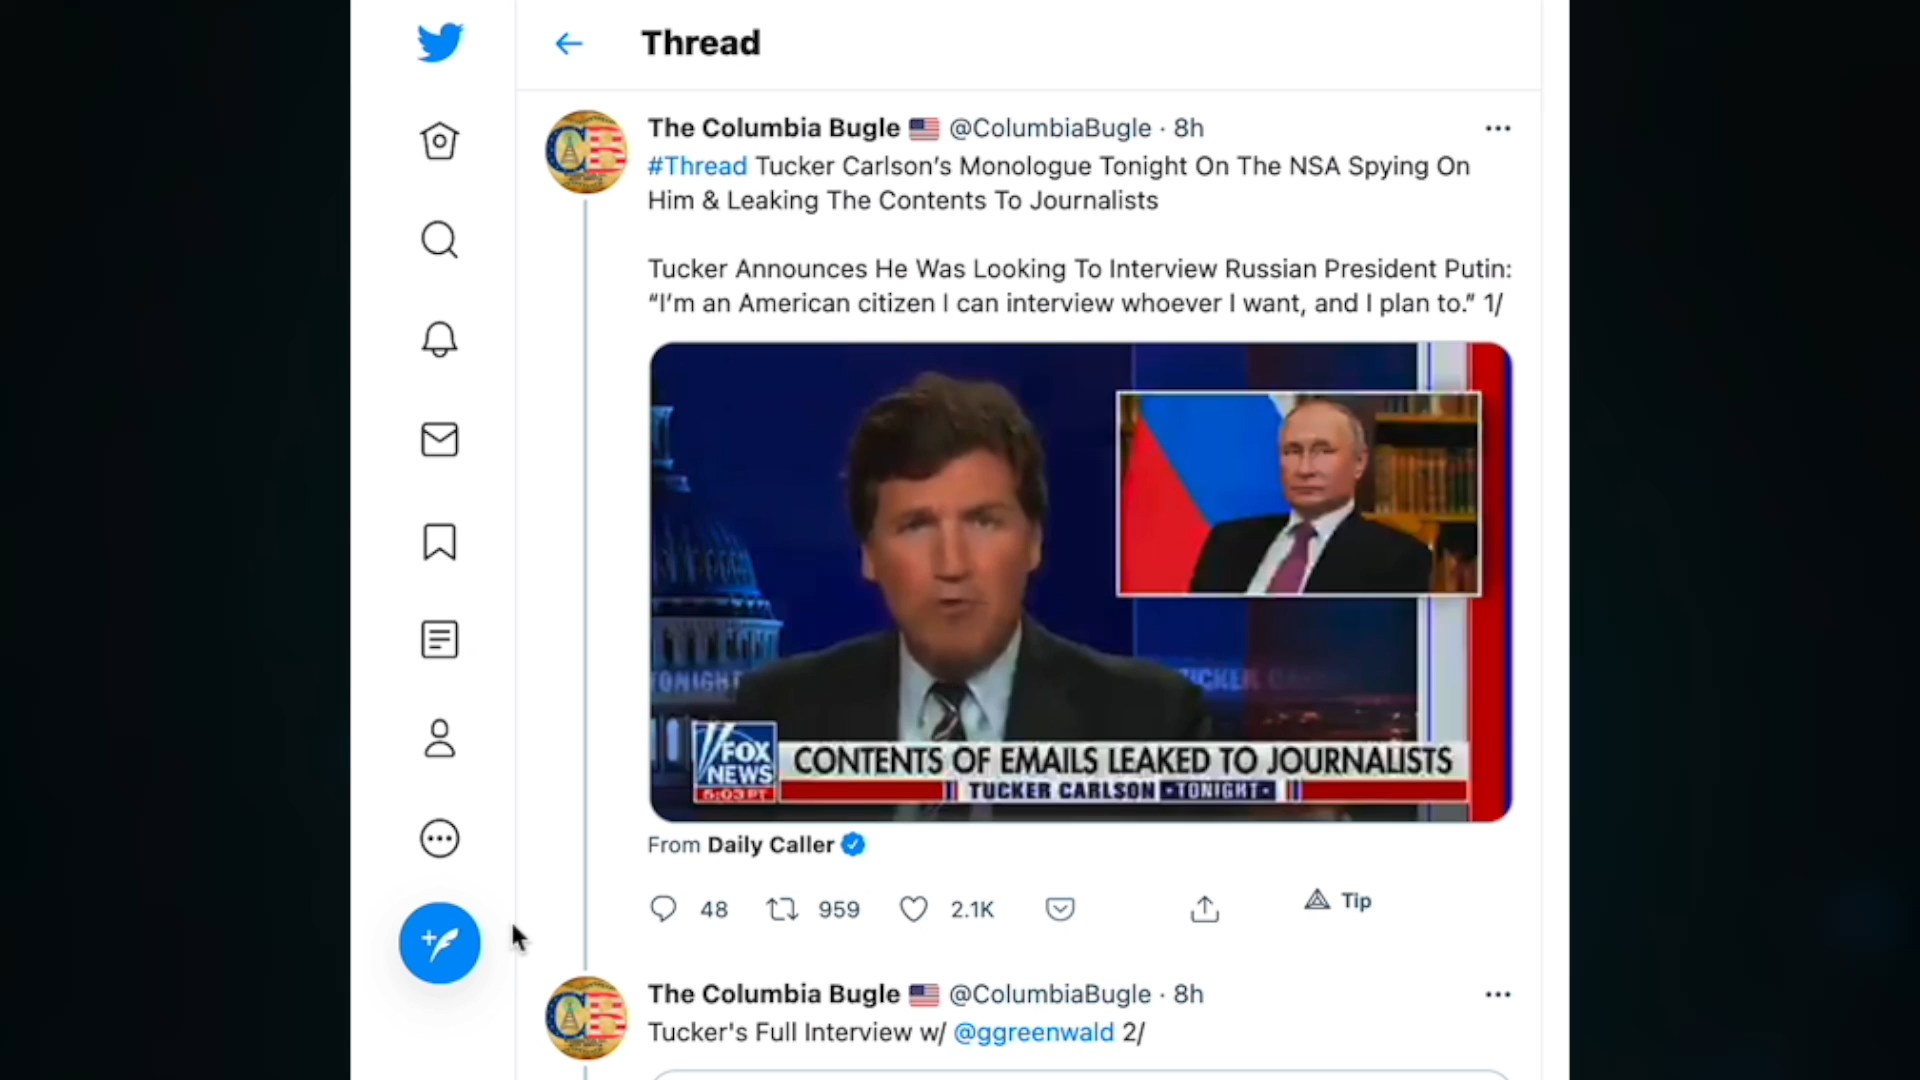 Thread
The Columbia Bugle 🇺🇸 @ColumbiaBugle · 8h
#Thread Tucker Carlson’s Monologue Tonight On The NSA Spying On
Him & Leaking The Contents To Journalists
Tucker Announces He Was Looking To Interview Russian President Putin:
“I’m an American citizen I can interview whoever I want, and I plan to.” 1/
FOX
NEWS
5:03 PT
CONTENTS OF EMAILS LEAKED TO JOURNALISTS
TUCKER CARLSON TONIGHT
From Daily Caller
48 959 2.1K Tip
The Columbia Bugle 🇺🇸 @ColumbiaBugle · 8h
Tucker's Full Interview w/ @ggreenwald 2/